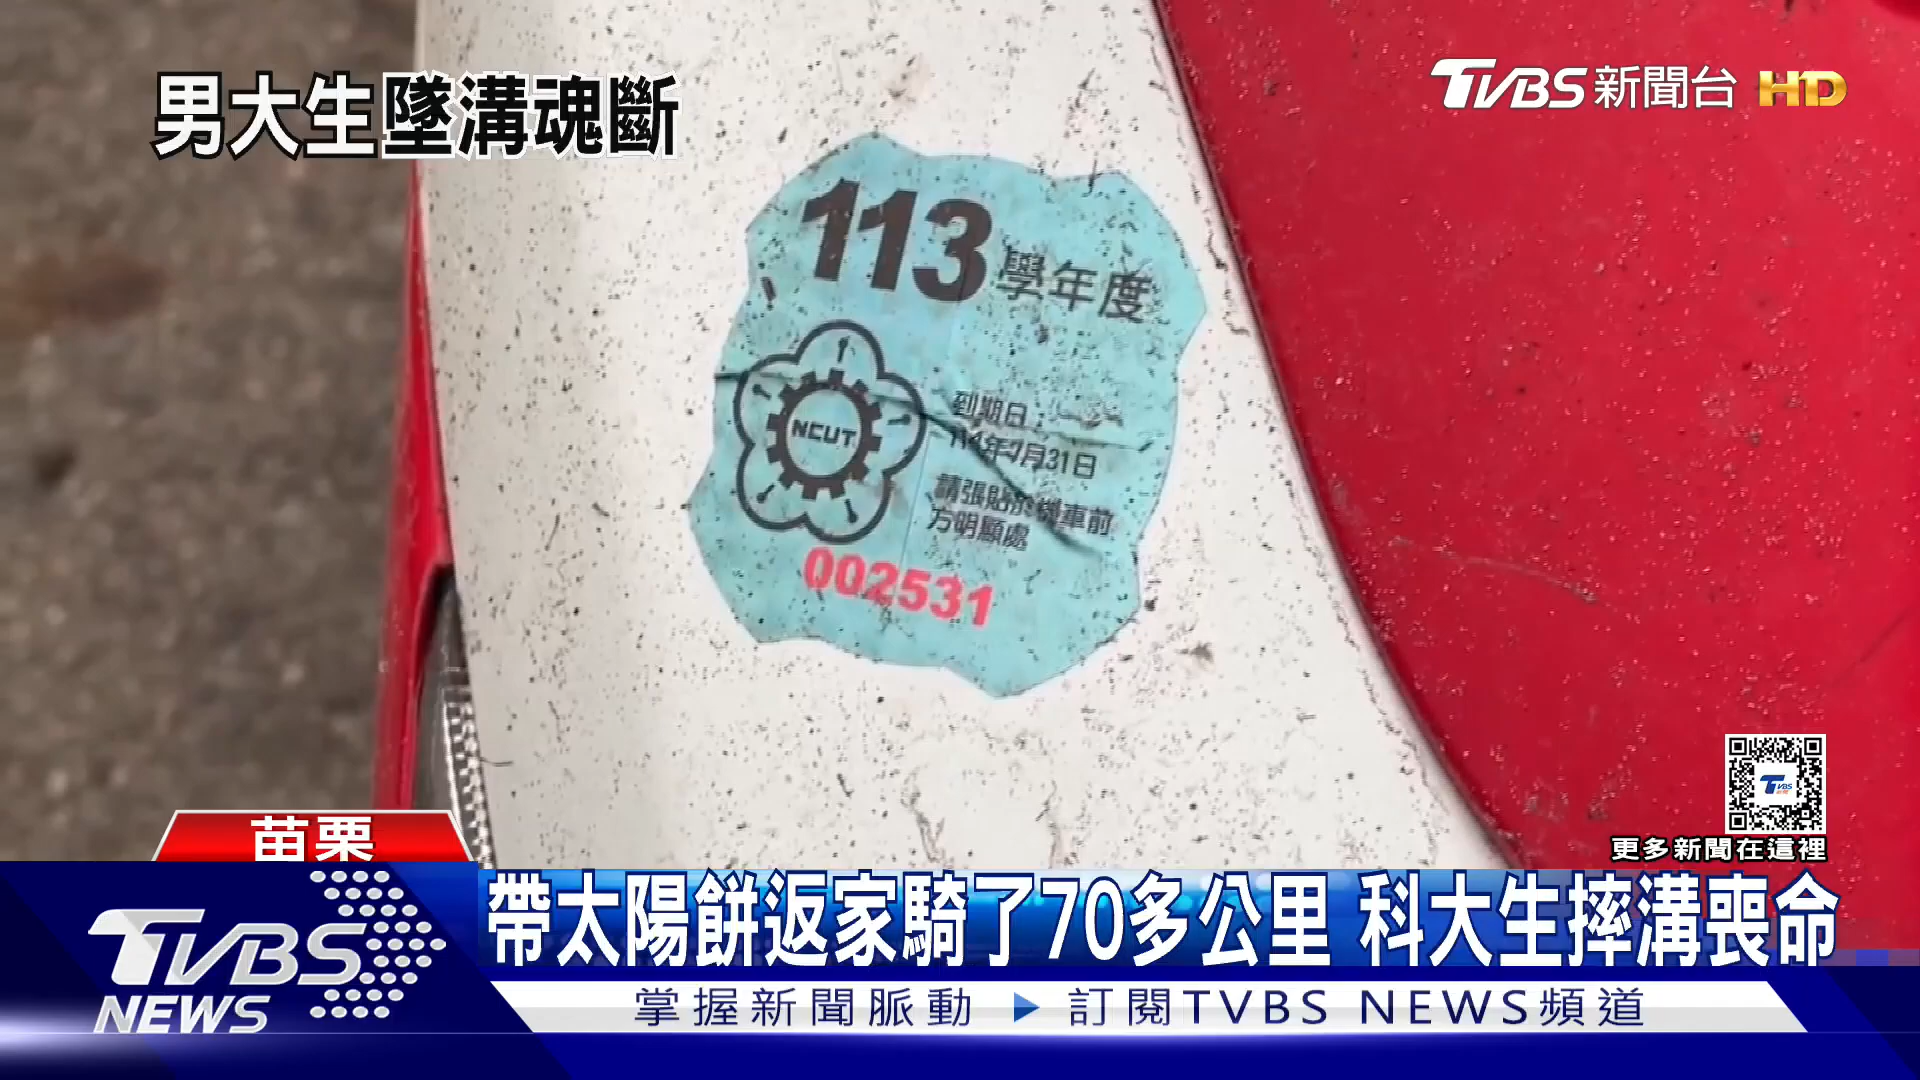 男大生墜溝魂斷
TVBS新聞台 HD
113學年度
NCUT
到期日:
114年7月31日
請張貼於機車前
方明顯處
002531
TVBS
新聞
更多新聞在這裡
苗栗
帶太陽餅返家騎了70多公里 科大生摔溝喪命
TVBS
NEWS
掌握新聞脈動 ▶ 訂閱TVBS NEWS頻道